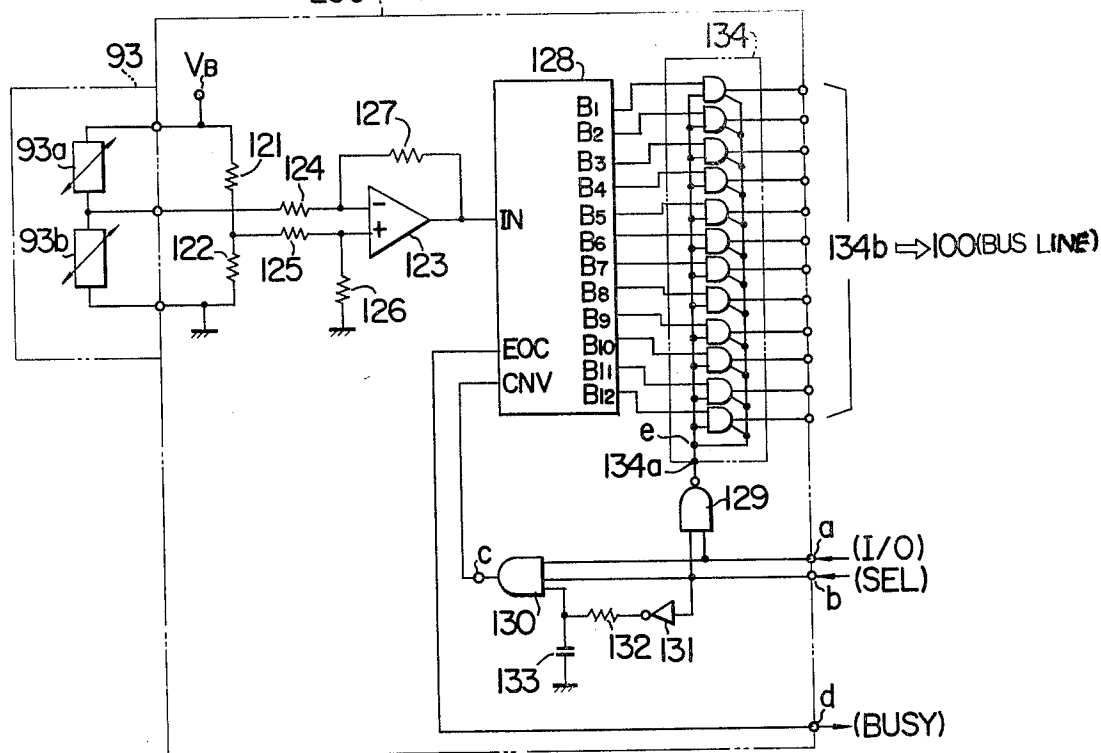 93
VB
93a
93b
121
122
124
125
126
127
123
128
IN
EOC
CNV
B1
B2
B3
B4
B5
B6
B7
B8
B9
B10
B11
B12
134
134b ⇒ 100(BUS LINE)
e
134a
129
a
(I/O)
(SEL)
b
c
130
131
132
133
d
(BUSY)